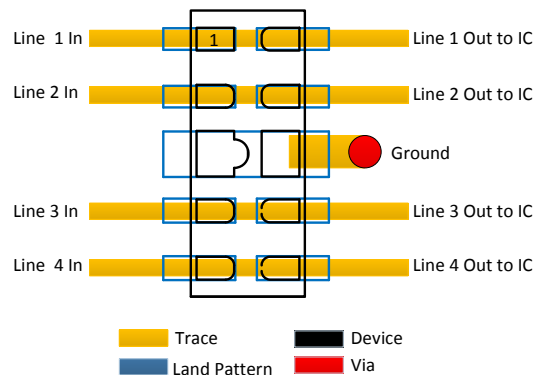 Line 1 In
1
Line 1 Out to IC
Line 2 In
Line 2 Out to IC
Ground
Line 3 In
Line 3 Out to IC
Line 4 In
Line 4 Out to IC
Trace
Device
Land Pattern
Via